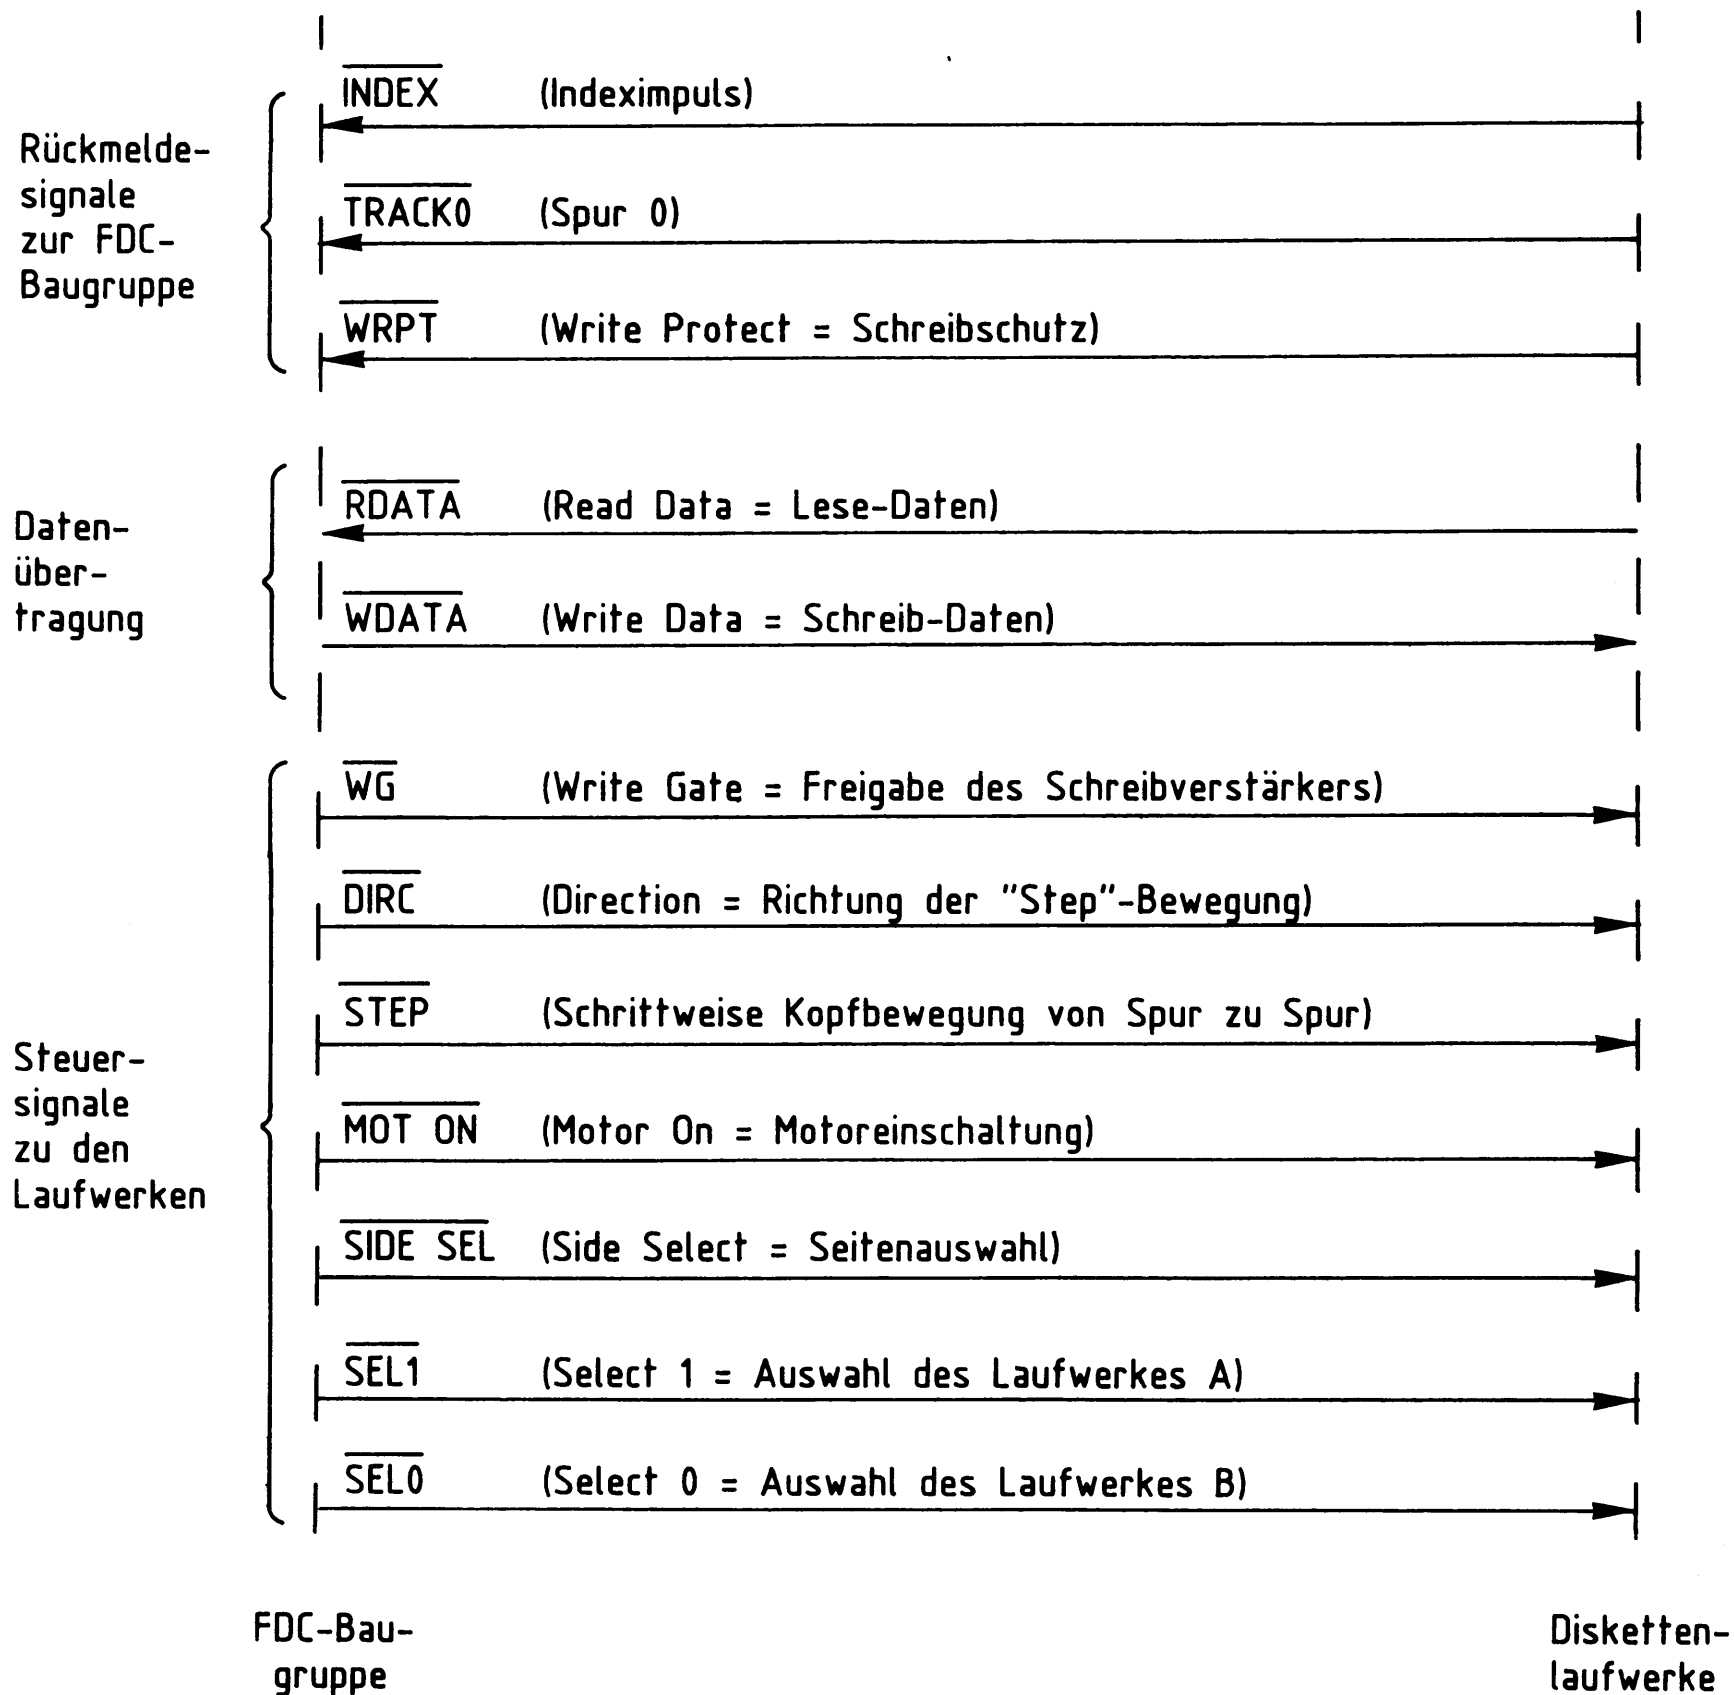 INDEX (Indeximpuls)
Rückmelde-
signale
zur FDC-
Baugruppe
TRACK0 (Spur 0)
WRPT (Write Protect = Schreibschutz)
Daten-
über-
tragung
RDATA (Read Data = Lese-Daten)
WDATA (Write Data = Schreib-Daten)
WG (Write Gate = Freigabe des Schreibverstärkers)
DIRC (Direction = Richtung der "Step"-Bewegung)
STEP (Schrittweise Kopfbewegung von Spur zu Spur)
Steuer-
signale
zu den
Laufwerken
MOT ON (Motor On = Motoreinschaltung)
SIDE SEL (Side Select = Seitenauswahl)
SEL1 (Select 1 = Auswahl des Laufwerkes A)
SEL0 (Select 0 = Auswahl des Laufwerkes B)
FDC-Bau-
gruppe
Disketten-
laufwerke